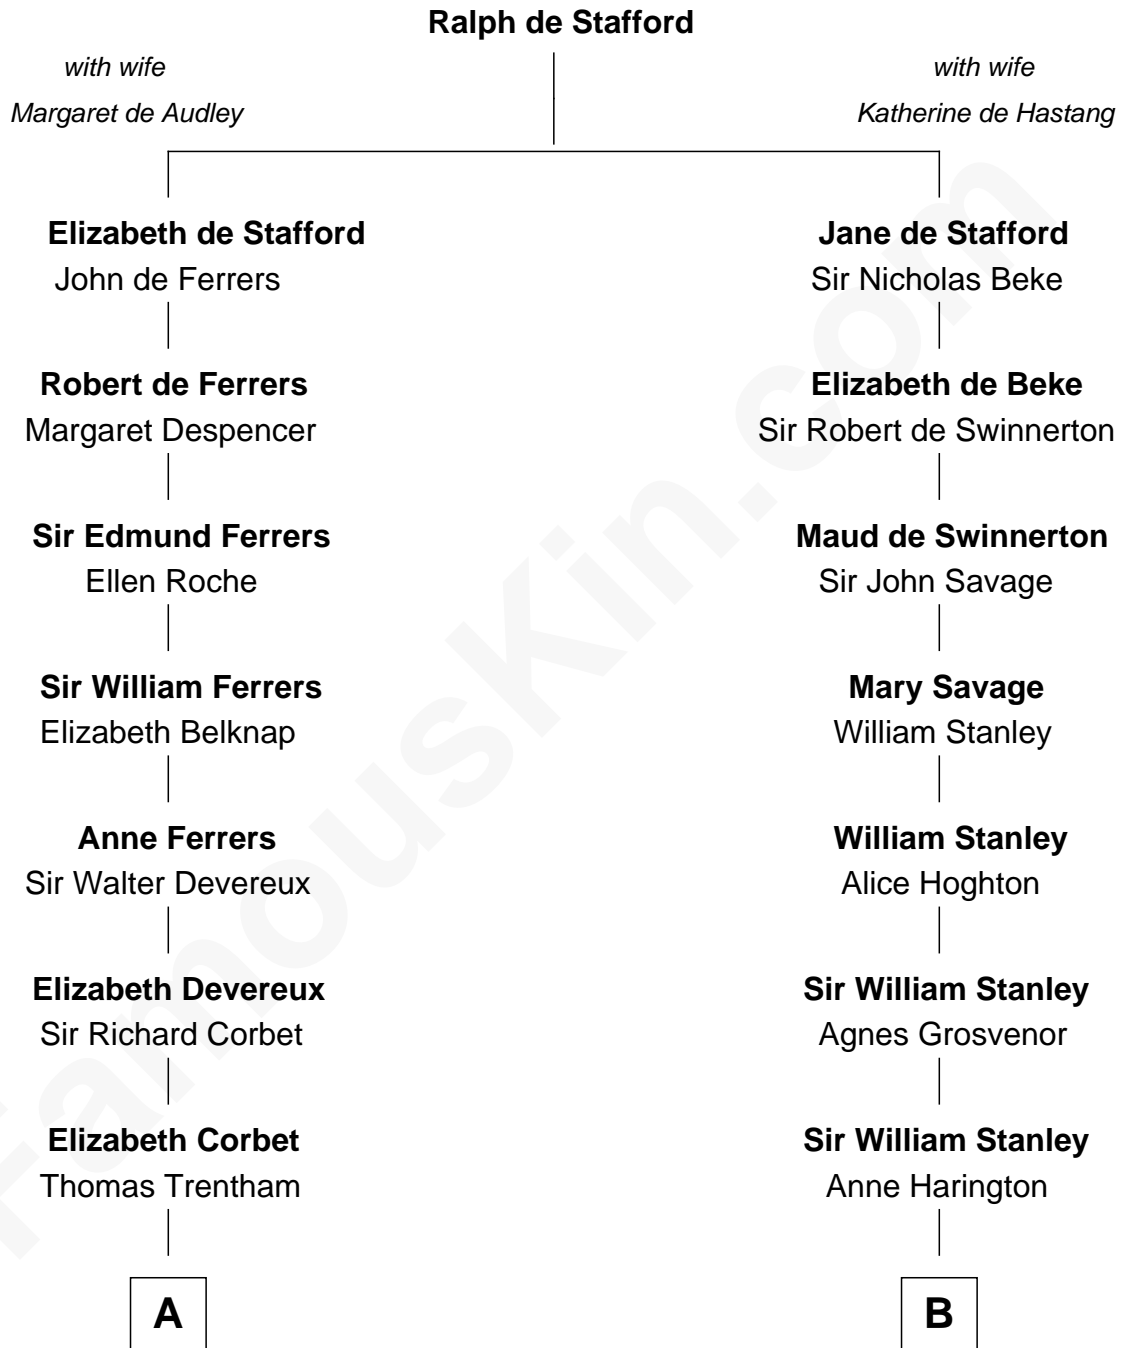 Ralph de Stafford
with wife
Margaret de Audley
with wife
Katherine de Hastang
Elizabeth de Stafford
John de Ferrers
Jane de Stafford
Sir Nicholas Beke
Robert de Ferrers
Margaret Despencer
Elizabeth de Beke
Sir Robert de Swinnerton
Sir Edmund Ferrers
Ellen Roche
Maud de Swinnerton
Sir John Savage
Sir William Ferrers
Elizabeth Belknap
Mary Savage
William Stanley
Anne Ferrers
Sir Walter Devereux
William Stanley
Alice Hoghton
Elizabeth Devereux
Sir Richard Corbet
Sir William Stanley
Agnes Grosvenor
Elizabeth Corbet
Thomas Trentham
Sir William Stanley
Anne Harington
A
B
FamousKin.com